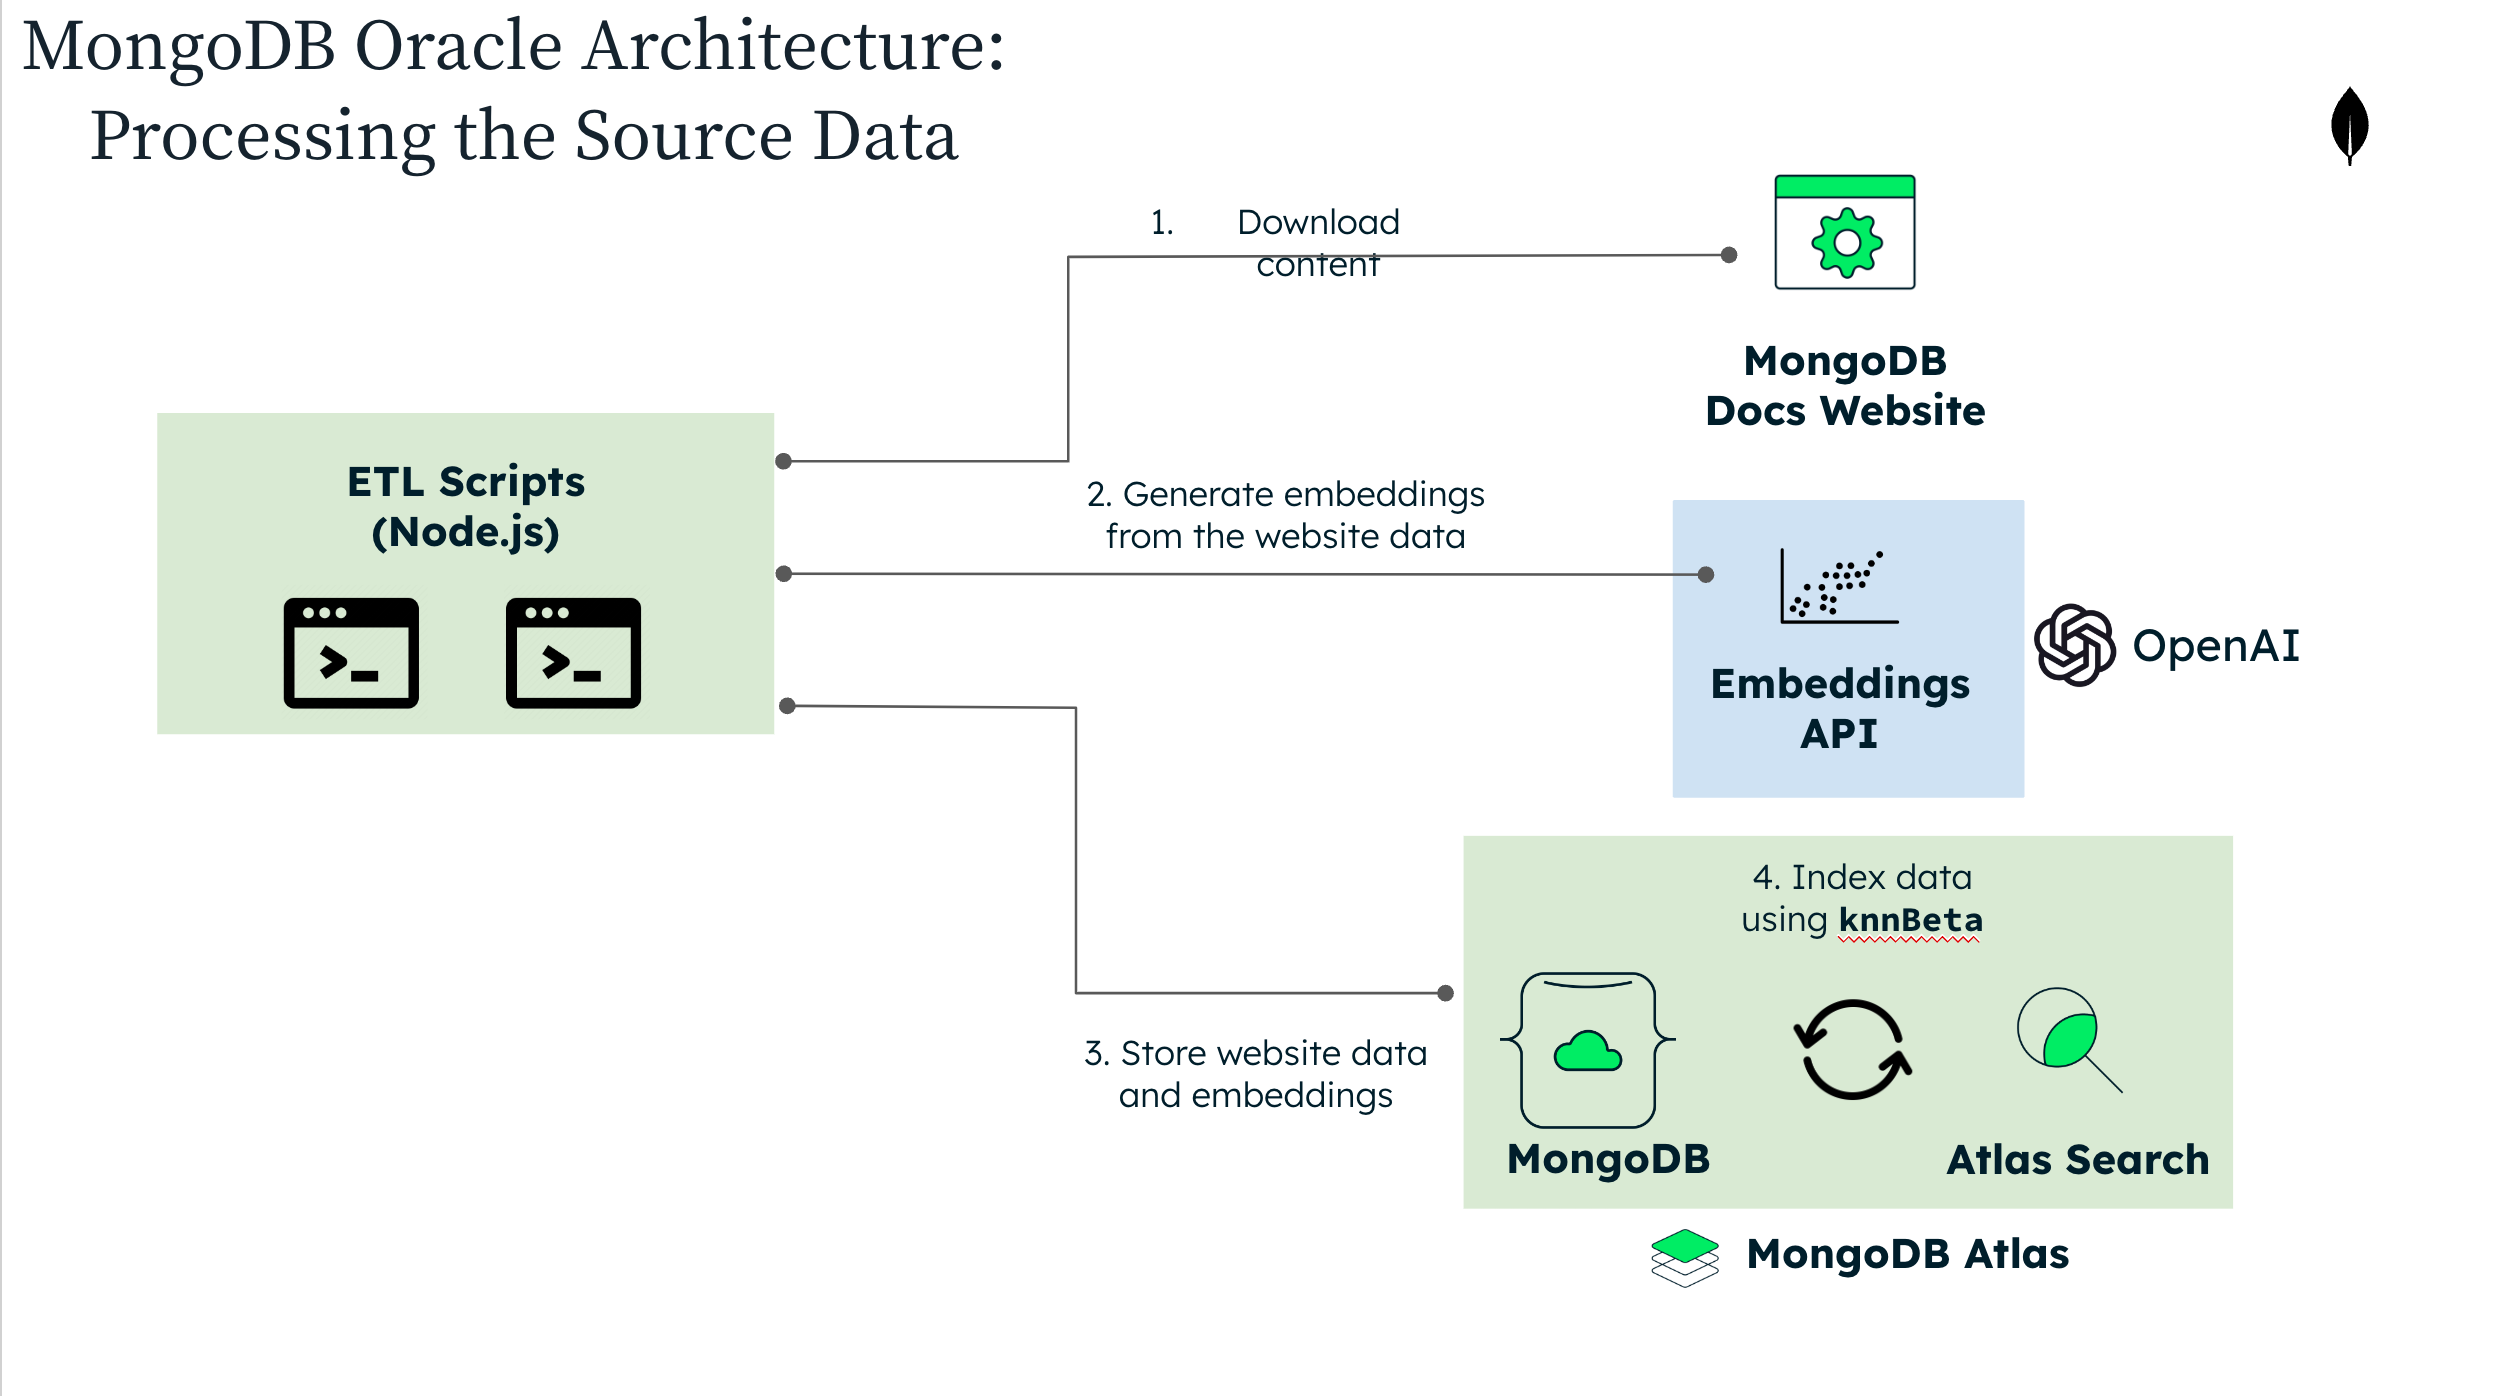 MongoDB Oracle Architecture:
Processing the Source Data
1. Download
content
MongoDB
Docs Website
ETL Scripts
(Node.js)
>_ >_
2. Generate embeddings
from the website data
Embeddings
API
OpenAI
4. Index data
using knnBeta
3. Store website data
and embeddings
MongoDB
Atlas Search
MongoDB Atlas